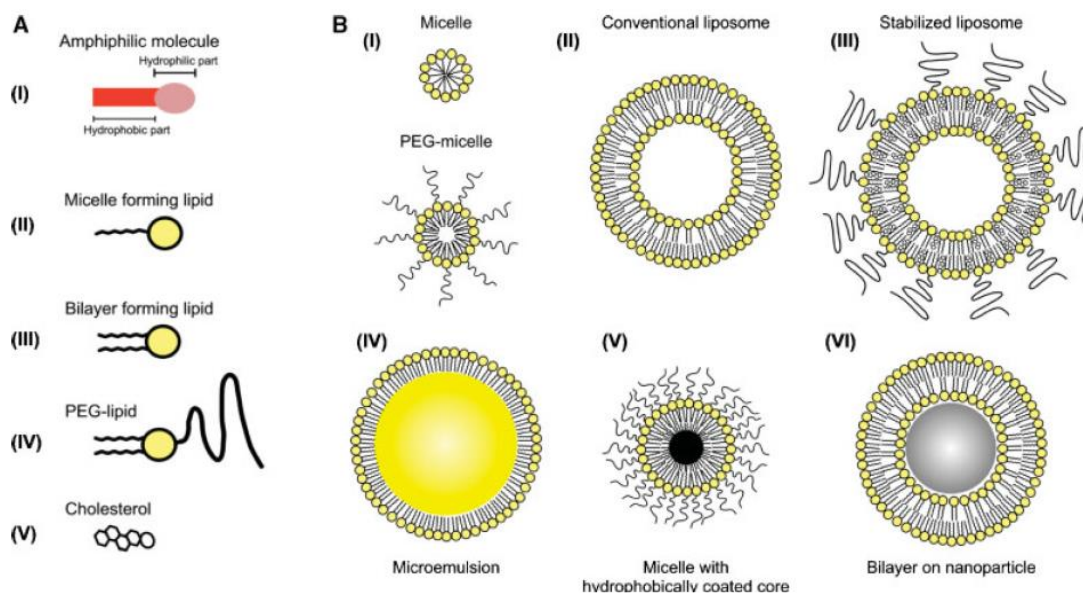 A
Amphiphilic molecule
Hydrophilic part
(I)
Hydrophobic part
Micelle forming lipid
(II)
Bilayer forming lipid
(III)
PEG-lipid
(IV)
Cholesterol
(V)
B
(I)
Micelle
PEG-micelle
(II)
Conventional liposome
(III)
Stabilized liposome
(IV)
Microemulsion
(V)
Micelle with
hydrophobically coated core
(VI)
Bilayer on nanoparticle